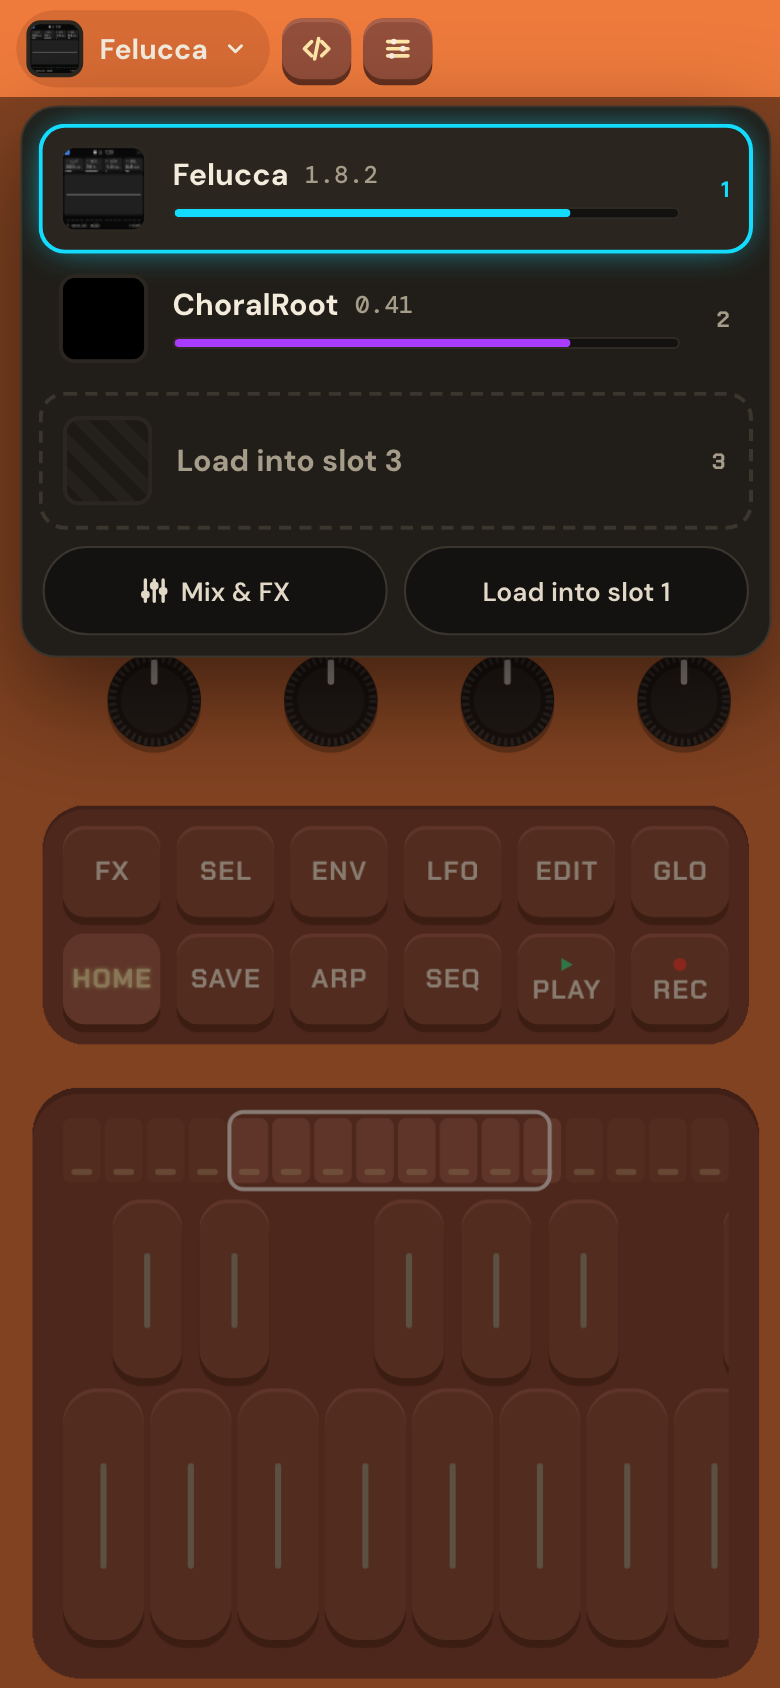 Felucca
Felucca 1.8.2
1
ChoralRoot 0.41
2
Load into slot 3
3
Mix & FX
Load into slot 1
FX SEL ENV LFO EDIT GLO
HOME SAVE ARP SEQ PLAY REC